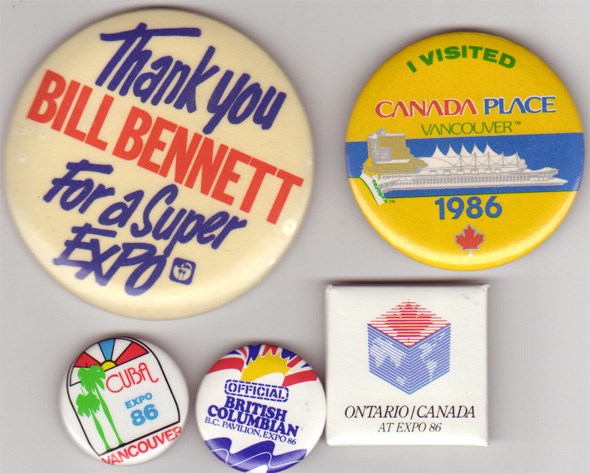 Thank you
BILL BENNETT
For a Super
EXPO
I VISITED
CANADA PLACE
VANCOUVER™
1986
CUBA
EXPO
86
VANCOUVER
OFFICIAL
BRITISH
COLUMBIAN
B.C. PAVILION, EXPO 86
ONTARIO/CANADA
AT EXPO 86